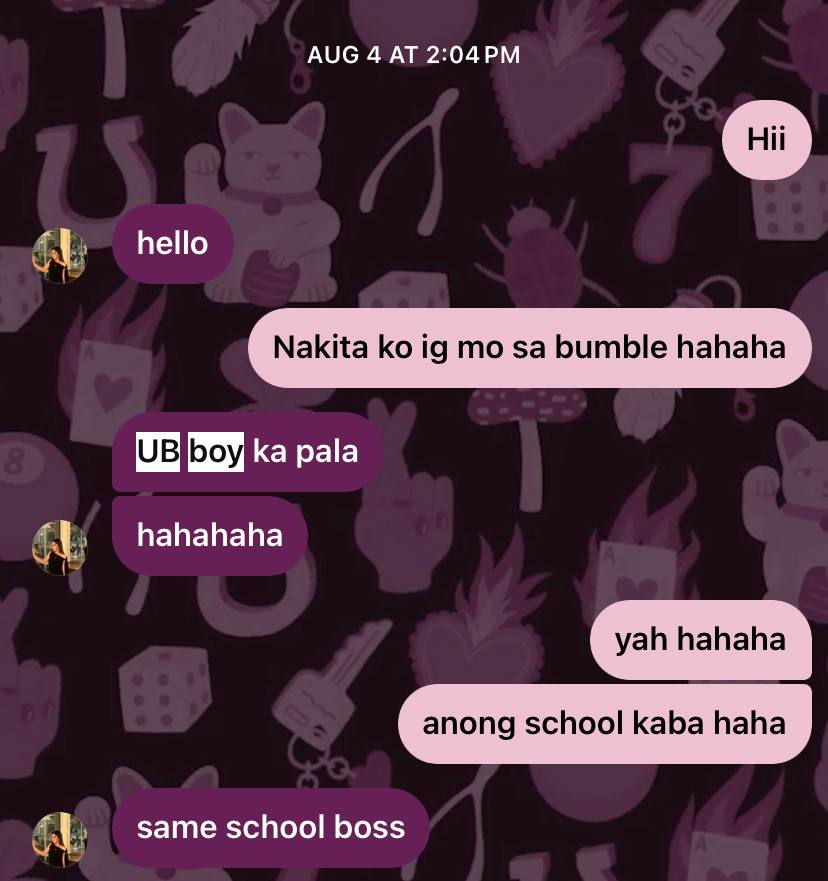 AUG 4 AT 2:04 PM
Hii
hello
Nakita ko ig mo sa bumble hahaha
UB boy ka pala
hahahaha
yah hahaha
anong school kaba haha
same school boss